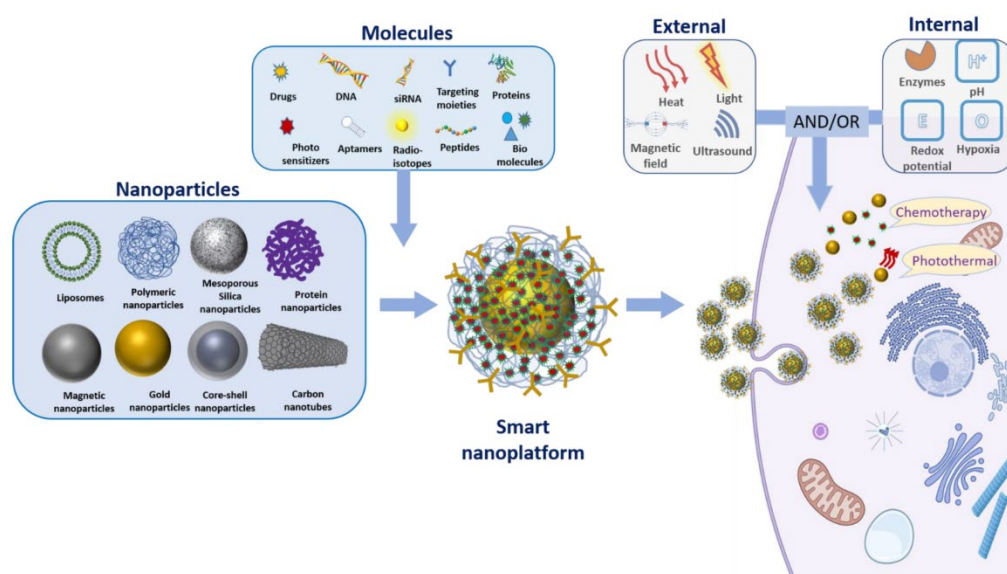 Molecules
Drugs
DNA
siRNA
Targeting
moieties
Proteins
Photo
sensitizers
Aptamers
Radio-
isotopes
Peptides
Bio
molecules
External
Heat
Light
Magnetic
field
Ultrasound
AND/OR
Internal
Enzymes
H+
pH
E
Redox
potential
O
Hypoxia
Nanoparticles
Liposomes
Polymeric
nanoparticles
Mesoporous
Silica
nanoparticles
Protein
nanoparticles
Magnetic
nanoparticles
Gold
nanoparticles
Core-shell
nanoparticles
Carbon
nanotubes
Smart
nanoplatform
Chemotherapy
Photothermal